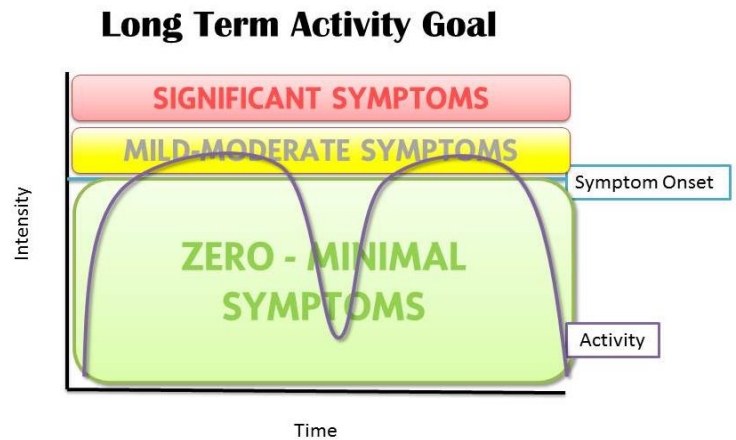 Long Term Activity Goal
SIGNIFICANT SYMPTOMS
MILD-MODERATE SYMPTOMS
Symptom Onset
Intensity
ZERO - MINIMAL
SYMPTOMS
Activity
Time